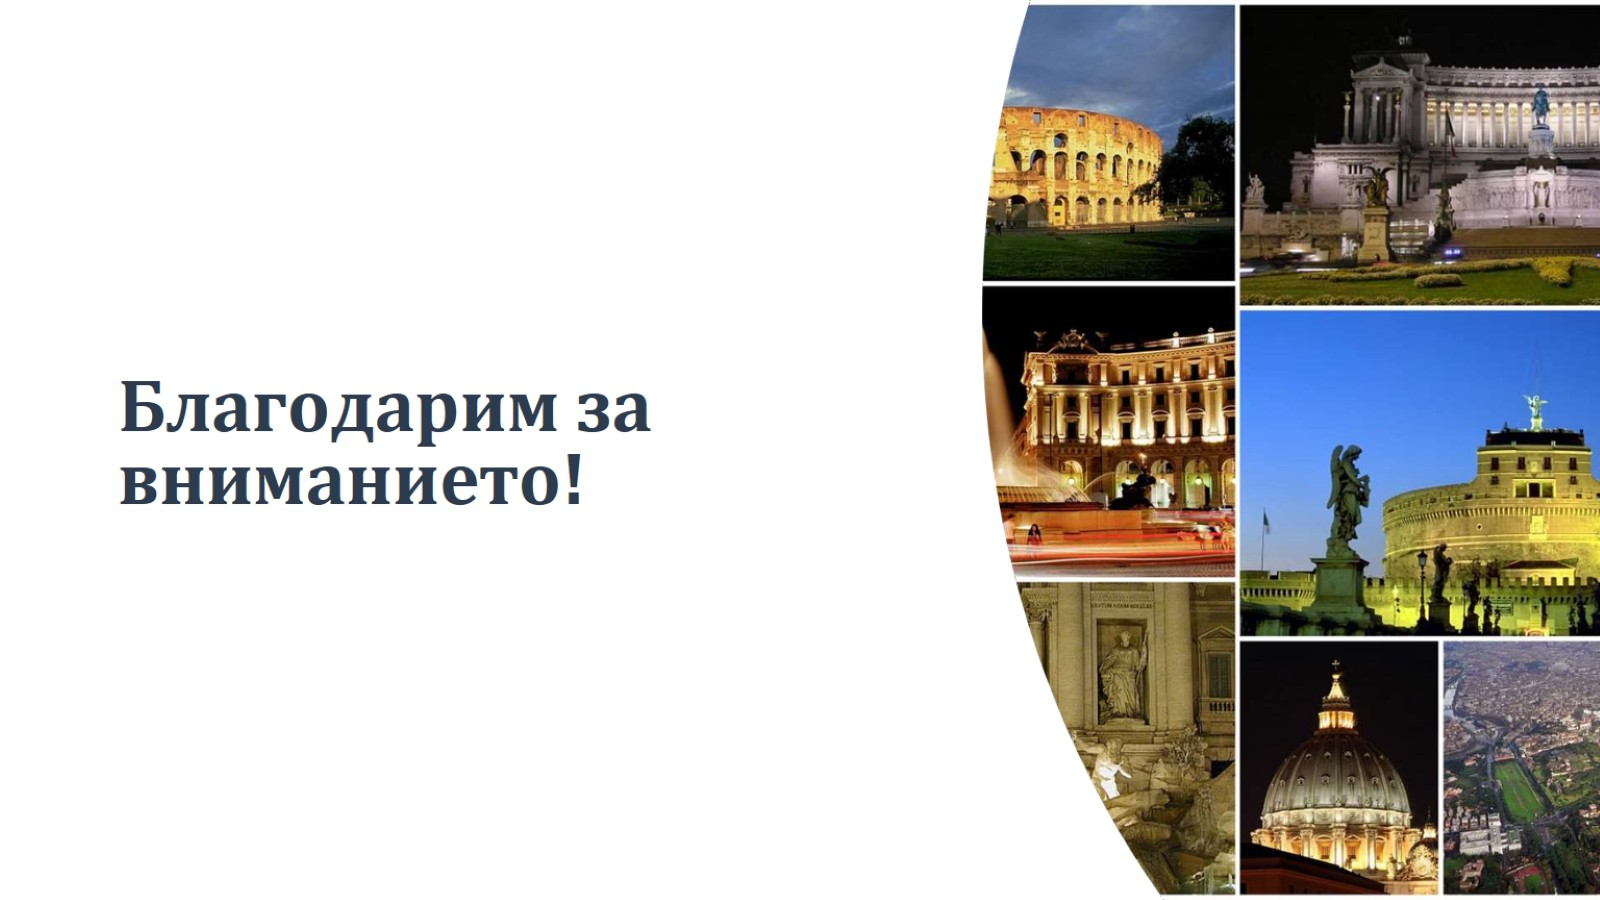 Благодарим за
вниманието!